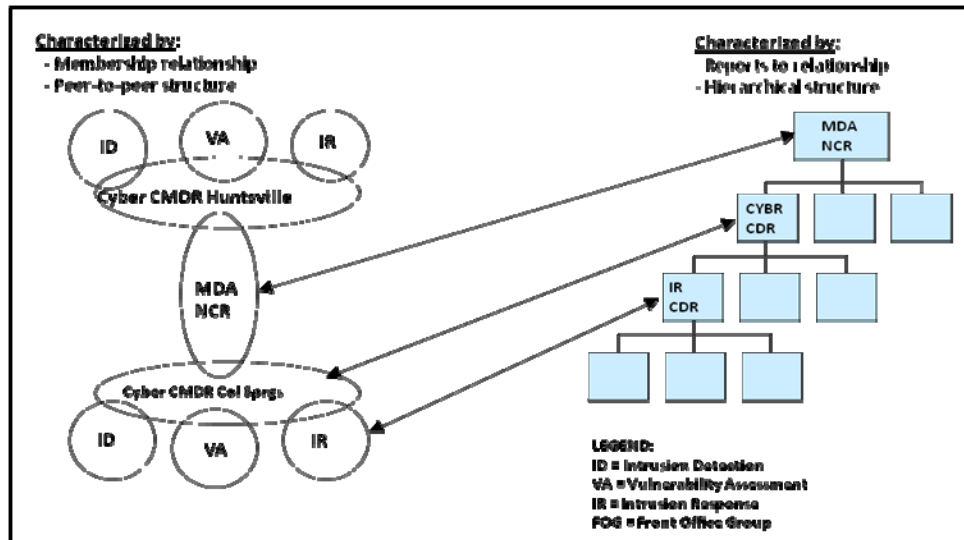 Characterized by:
- Membership relationship
- Peer-to-peer structure
ID
VA
IR
Cyber CMDR Huntsville
MDA
NCR
Cyber CMDR Col Sprgs
ID
VA
IR
Characterized by:
- Reports to relationship
- Hierarchical structure
MDA
NCR
CYBR
CDR
IR
CDR
LEGEND:
ID = Intrusion Detection
VA = Vulnerability Assessment
IR = Intrusion Response
FOG = Front Office Group